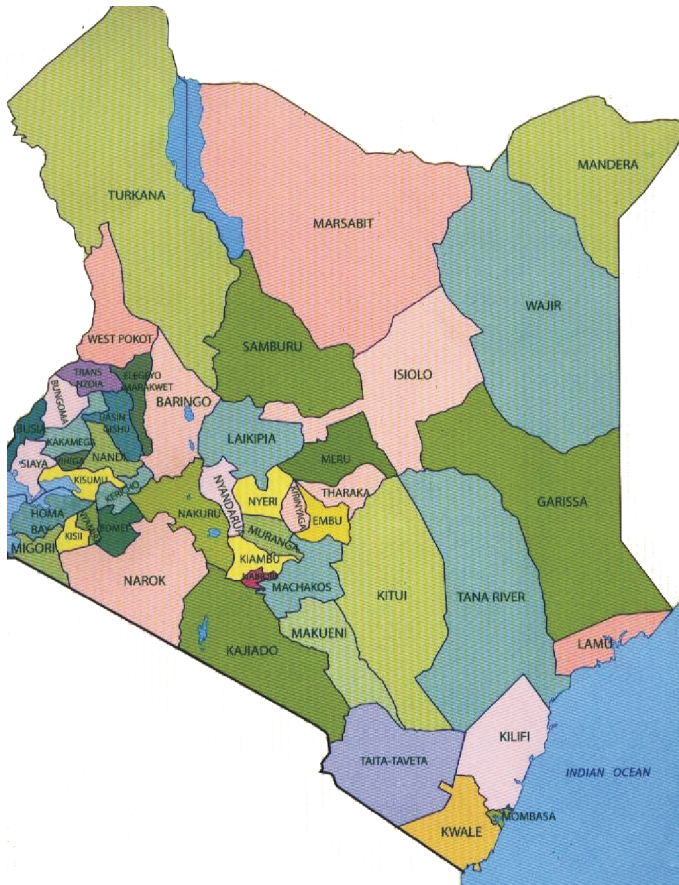 MANDERA
TURKANA
MARSABIT
WAJIR
WEST POKOT
SAMBURU
ISIOLO
TRANS
NZOIA
ELEGEYO
MARAKWET
BUNGOMA
BARINGO
UASIN
GISHU
KAKAMEGA
LAIKIPIA
NANDI
SIAYA
MERU
KISUMU
KERICHO
THARAKA
NYANDARUA
NYERI
GARISSA
NAKURU
EMBU
HOMA
BAY
KISII
BOMET
MURANGA
MIGORI
KIAMBU
NAROK
MACHAKOS
KITUI
TANA RIVER
MAKUENI
LAMU
KAJIADO
KILIFI
TAITA-TAVETA
INDIAN OCEAN
MOMBASA
KWALE